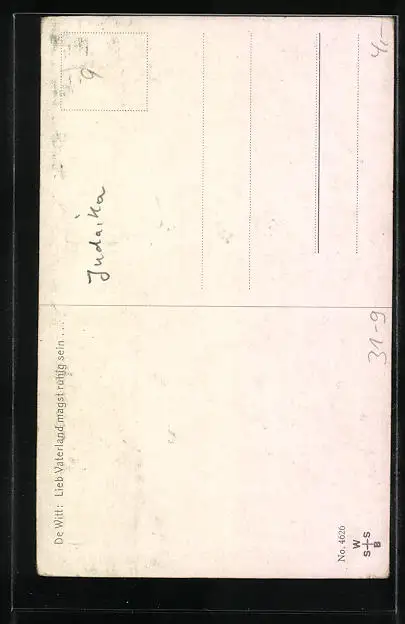 De Witt: Lieb Vaterland magst ruhig sein ...
No. 4626
W
S S
B
Judaika
9
4,-
31-9